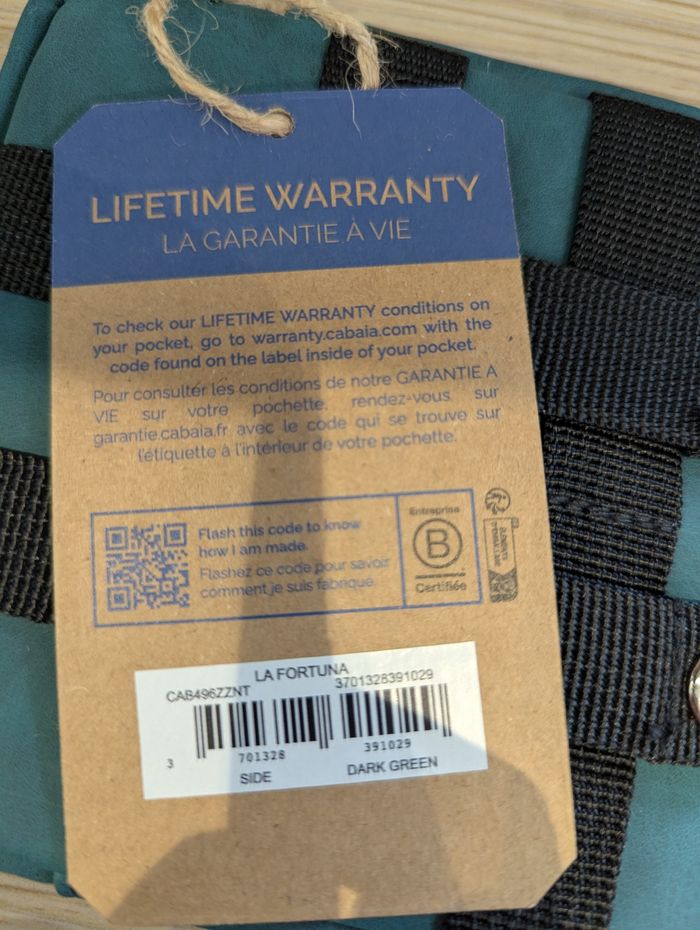 LIFETIME WARRANTY
LA GARANTIE À VIE
To check our LIFETIME WARRANTY conditions on
your pocket, go to warranty.cabaia.com with the
code found on the label inside of your pocket.
Pour consulter les conditions de notre GARANTIE A
VIE sur votre pochette, rendez-vous sur
garantie.cabaia.fr avec le code qui se trouve sur
l'étiquette à l'intérieur de votre pochette.
Flash this code to know
how I am made.
Flashez ce code pour savoir
comment je suis fabriqué.
Entreprise
B
Certifiée
LA FORTUNA
CAB496ZZNT 3701328391029
3 701328 391029
SIDE DARK GREEN